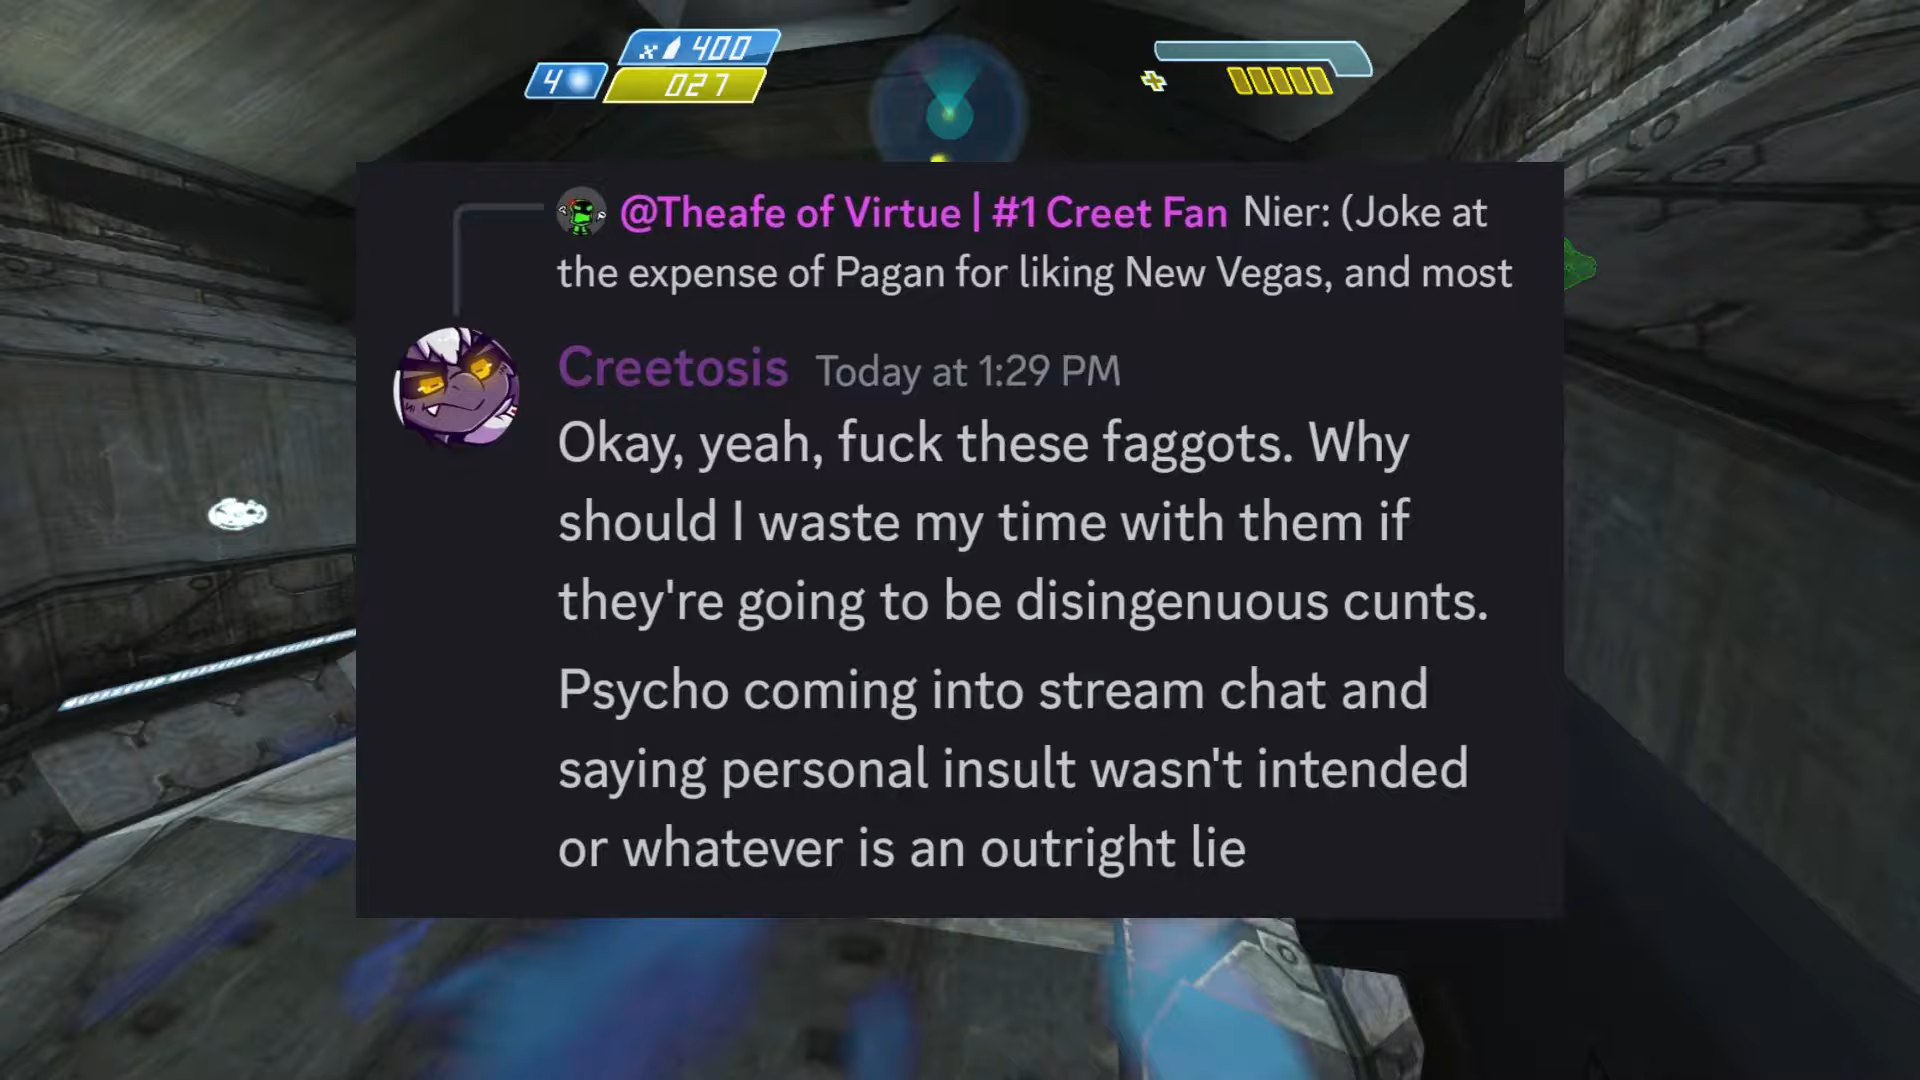 400
4
027
@Theafe of Virtue | #1 Creet Fan Nier: (Joke at
the expense of Pagan for liking New Vegas, and most
Creetosis Today at 1:29 PM
Okay, yeah, fuck these faggots. Why
should I waste my time with them if
they're going to be disingenuous cunts.
Psycho coming into stream chat and
saying personal insult wasn't intended
or whatever is an outright lie